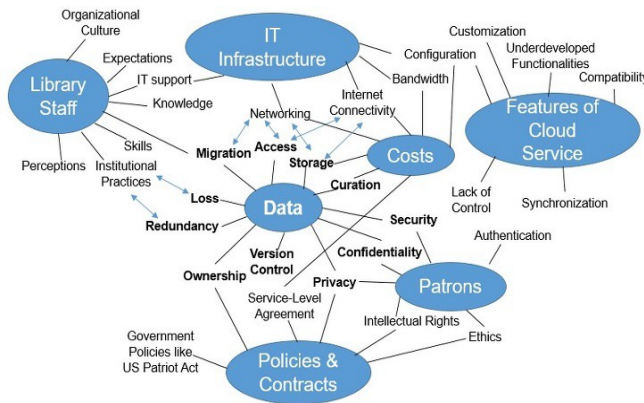 Organizational
Culture
IT
Infrastructure
Customization
Configuration
Underdeveloped
Functionalities
Compatibility
Expectations
Library
Staff
IT support
Knowledge
Bandwidth
Internet
Connectivity
Networking
Features of
Cloud
Service
Skills
Perceptions
Institutional
Practices
Migration
Access
Storage
Costs
Curation
Lack of
Control
Synchronization
Loss
Redundancy
Data
Security
Authentication
Version
Control
Confidentiality
Ownership
Privacy
Patrons
Service-Level
Agreement
Intellectual Rights
Ethics
Government
Policies like
US Patriot Act
Policies &
Contracts